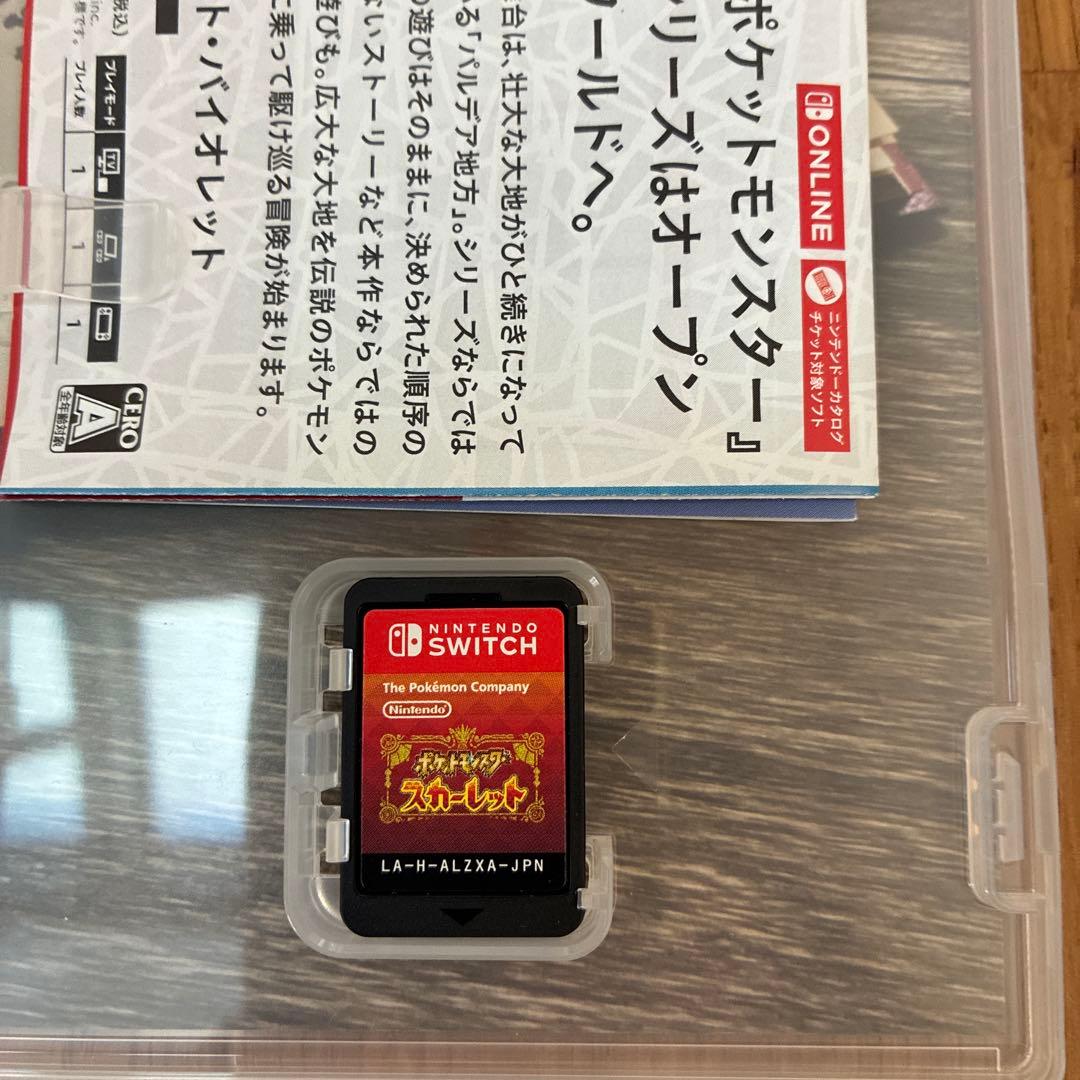 ONLINE
ニンテンドーカタログ
チケット対象ソフト
ポケットモンスター』
リーズはオープン
ールドへ。
台は、壮大な大地がひと続きになって
る「パルデア地方」。シリーズならでは
の遊びはそのままに、決められた順序の
ないストーリーなど本作ならではの
遊びも。広大な大地を伝説のポケモン
に乗って駆け巡る冒険が始まります。
ト・バイオレット
税込)
inc.
標です。
プレイモード
プレイ人数
TV
1
1
1
CERO
A
全年齢対象
NINTENDO
SWITCH
The Pokémon Company
Nintendo
ポケットモンスター
スカーレット
LA-H-ALZXA-JPN